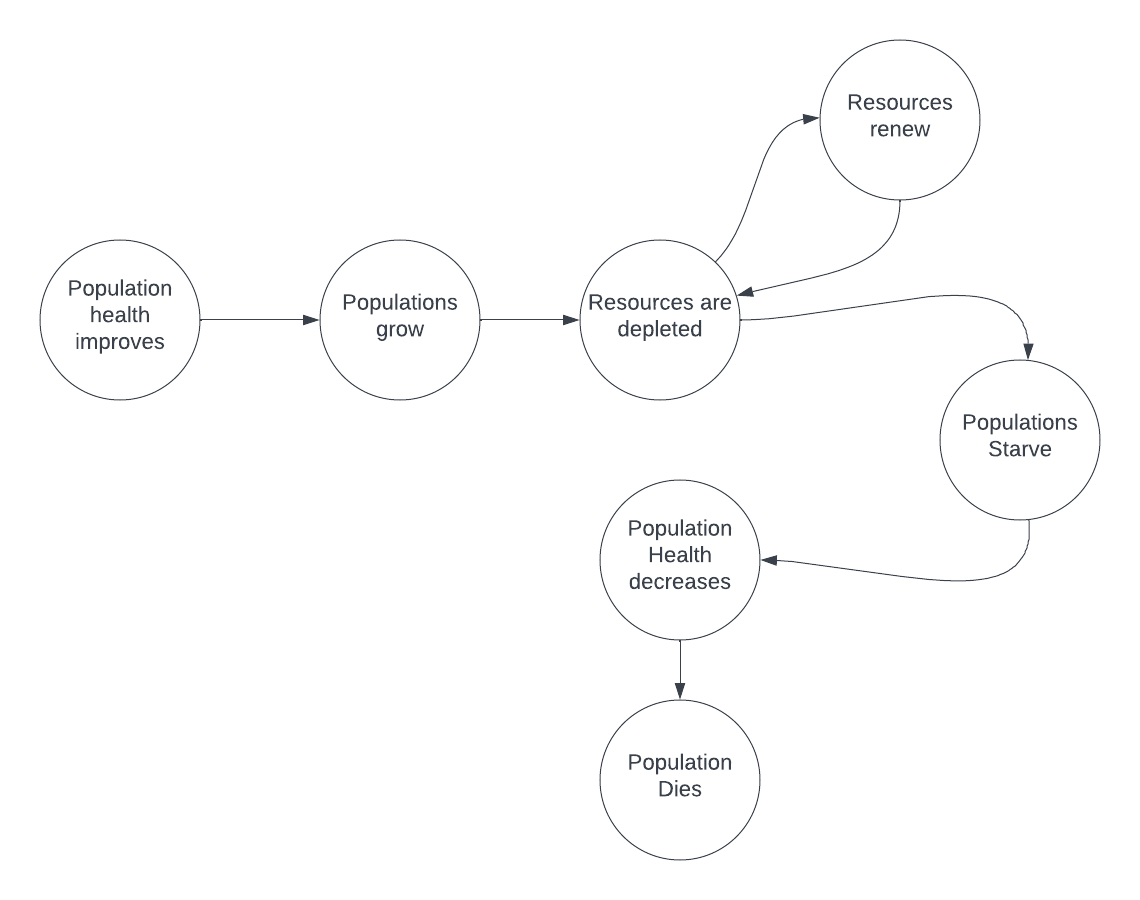 Resources
renew
Population
health
improves
Populations
grow
Resources are
depleted
Populations
Starve
Population
Health
decreases
Population
Dies